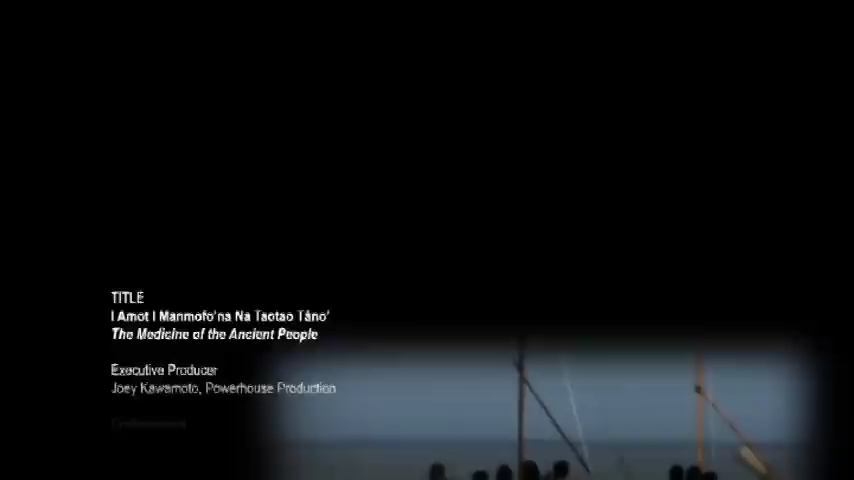 TITLE
I Amot I Manmofo'na Na Taotao Tåno'
The Medicine of the Ancient People
Executive Producer
Joey Kawamoto, Powerhouse Production